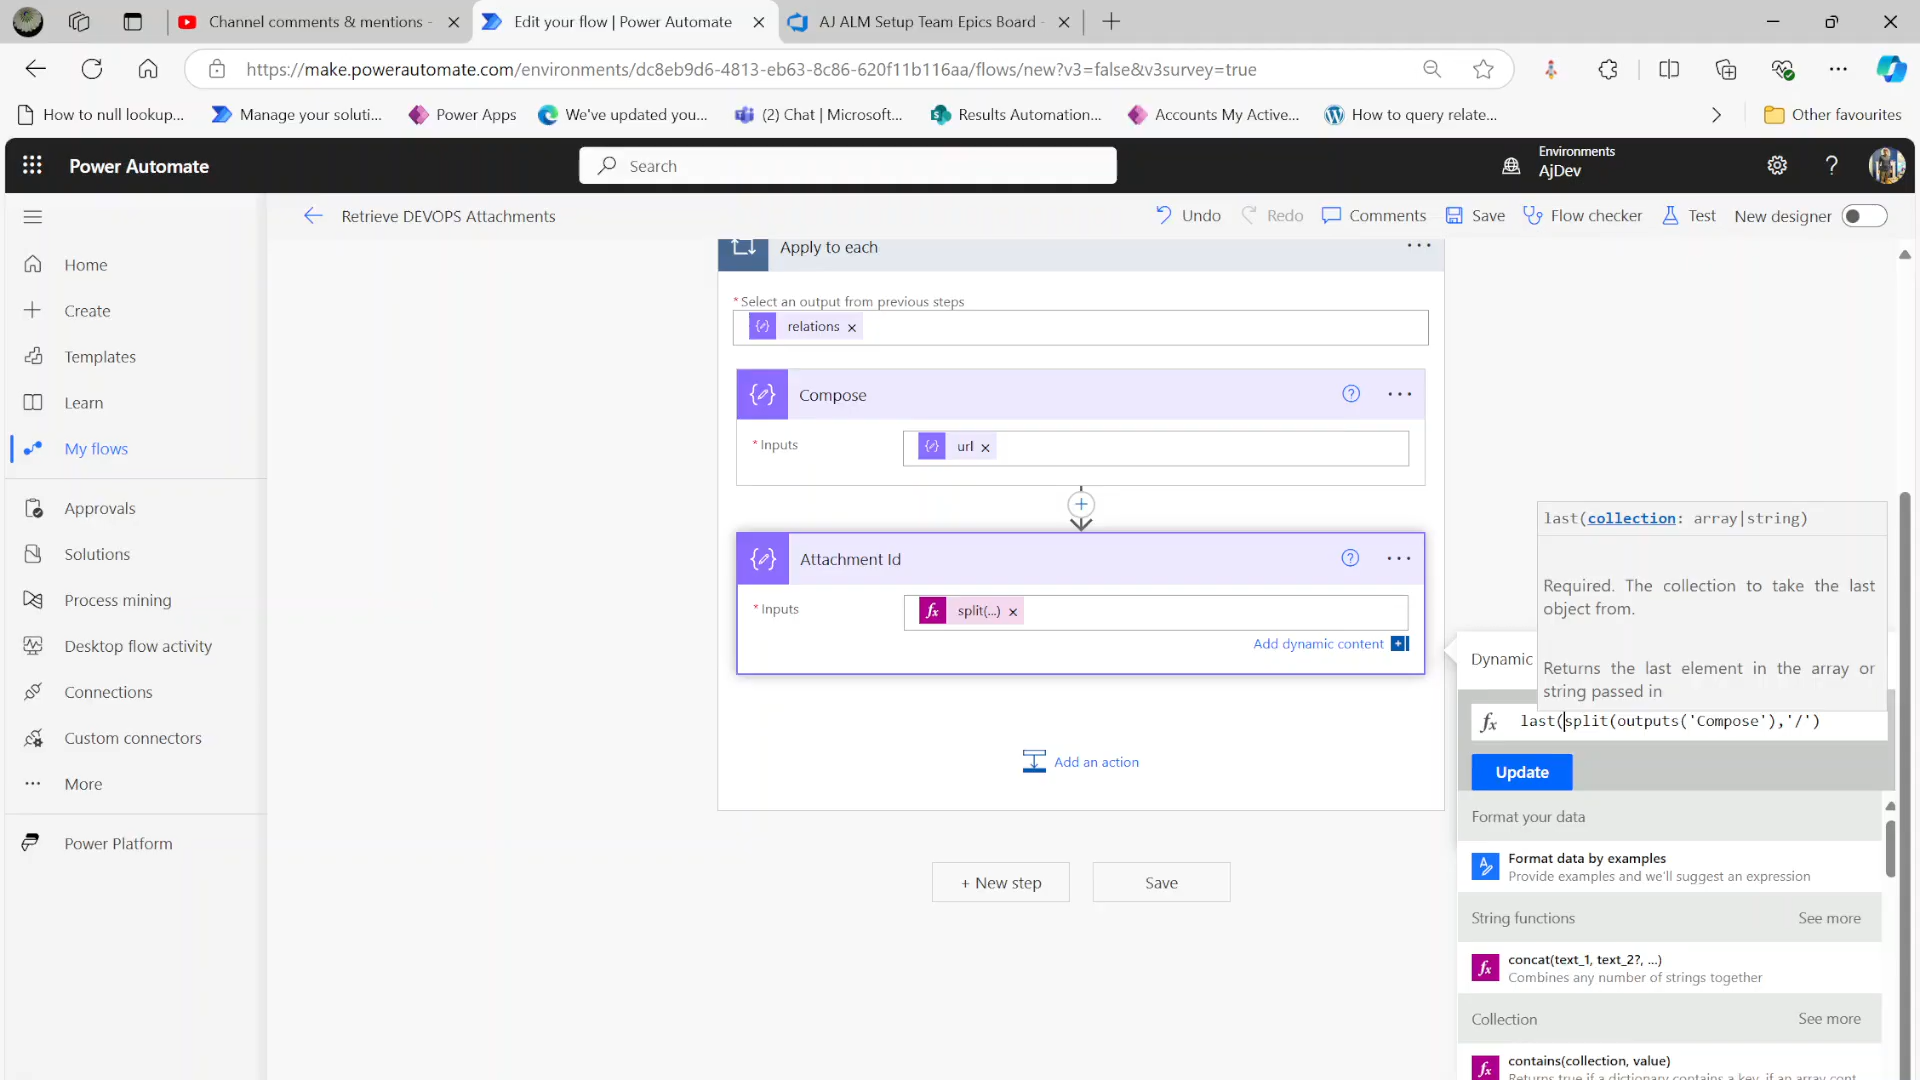 Channel comments & mentions -
Edit your flow | Power Automate
AJ ALM Setup Team Epics Board -
https://make.powerautomate.com/environments/dc8eb9d6-4813-eb63-8c86-620f11b116aa/flows/new?v3=false&v3survey=true
How to null lookup...
Manage your soluti...
Power Apps
We've updated you...
(2) Chat | Microsoft...
Results Automation...
Accounts My Active...
How to query relate...
Other favourites
Power Automate
Search
Environments
AjDev
Retrieve DEVOPS Attachments
Undo
Redo
Comments
Save
Flow checker
Test
New designer
Home
Create
Templates
Learn
My flows
Approvals
Solutions
Process mining
Desktop flow activity
Connections
Custom connectors
More
Power Platform
Apply to each
* Select an output from previous steps
relations
Compose
* Inputs
url
Attachment Id
* Inputs
fx split(...)
Add dynamic content
Add an action
+ New step
Save
last(collection: array|string)
Required. The collection to take the last
object from.
Returns the last element in the array or
string passed in
Dynamic
fx last(split(outputs('Compose'),'/')
Update
Format your data
Format data by examples
Provide examples and we'll suggest an expression
String functions
See more
fx concat(text_1, text_2?, ...)
Combines any number of strings together
Collection
See more
fx contains(collection, value)
Returns true if a dictionary contains a key, if an array cont